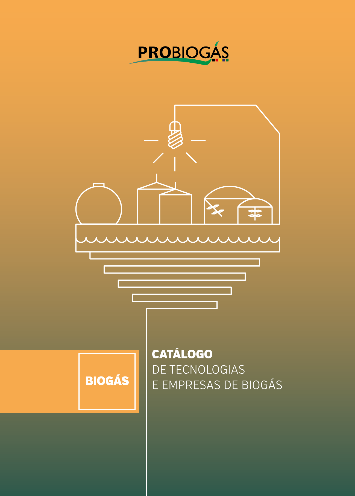 PROBIOGÁS
CATÁLOGO
DE TECNOLOGIAS
E EMPRESAS DE BIOGÁS
BIOGÁS